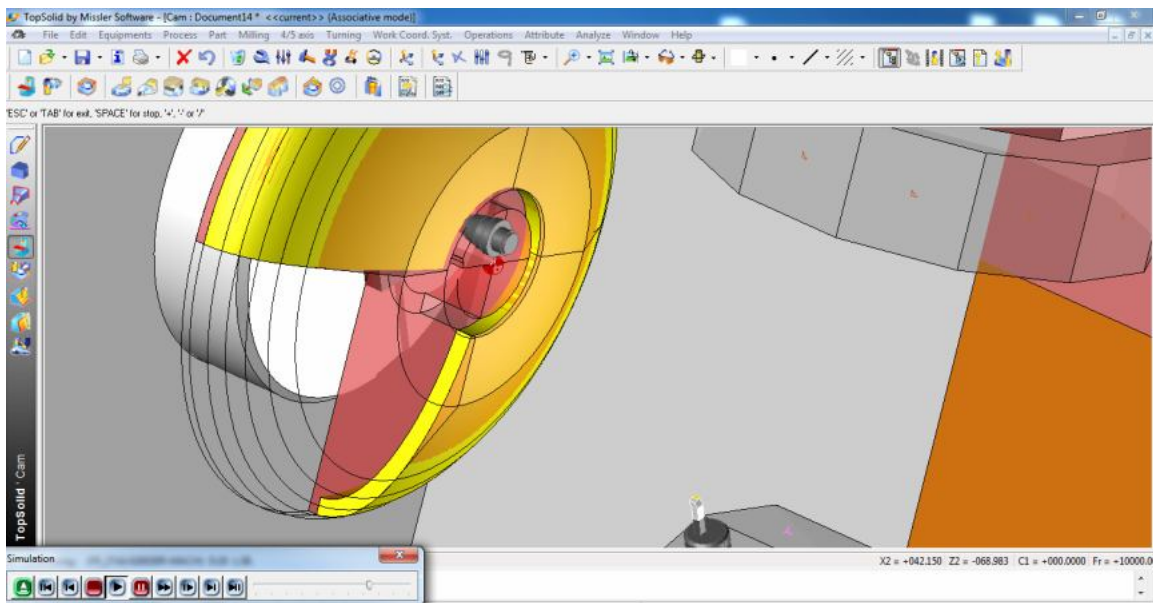 TopSolid by Missler Software - [Cam : Document14 * <<current>> (Associative mode)]
File Edit Equipments Process Part Milling 4/5 axis Turning Work Coord. Syst. Operations Attribute Analyze Window Help
'ESC' or 'TAB' for exit, 'SPACE' for stop, '+', '-' or '/'
TopSolid 'Cam
Simulation
X2 = +042.150 Z2 = -068.983 C1 = +000.0000 Fr = +10000.0